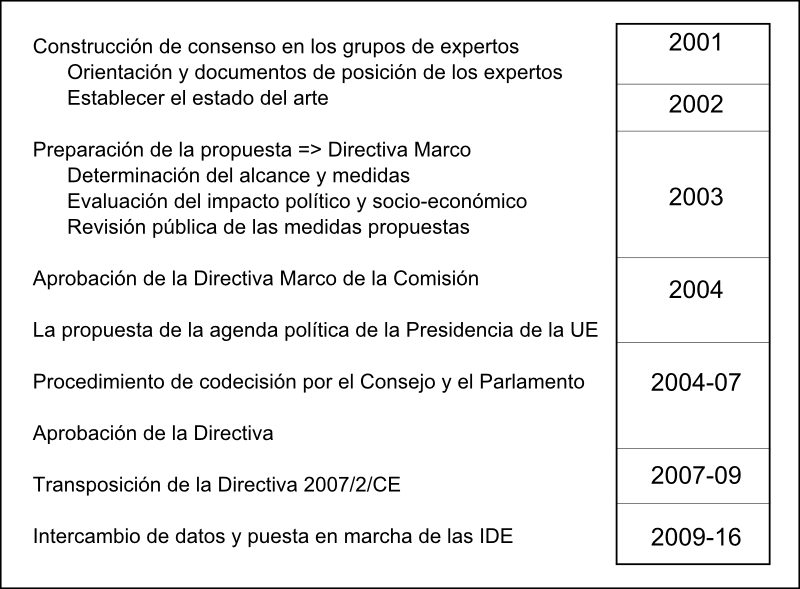 Construcción de consenso en los grupos de expertos
2001
Orientación y documentos de posición de los expertos
Establecer el estado del arte
2002
Preparación de la propuesta => Directiva Marco
Determinación del alcance y medidas
Evaluación del impacto político y socio-económico
2003
Revisión pública de las medidas propuestas
Aprobación de la Directiva Marco de la Comisión
2004
La propuesta de la agenda política de la Presidencia de la UE
Procedimiento de codecisión por el Consejo y el Parlamento
2004-07
Aprobación de la Directiva
Transposición de la Directiva 2007/2/CE
2007-09
Intercambio de datos y puesta en marcha de las IDE
2009-16